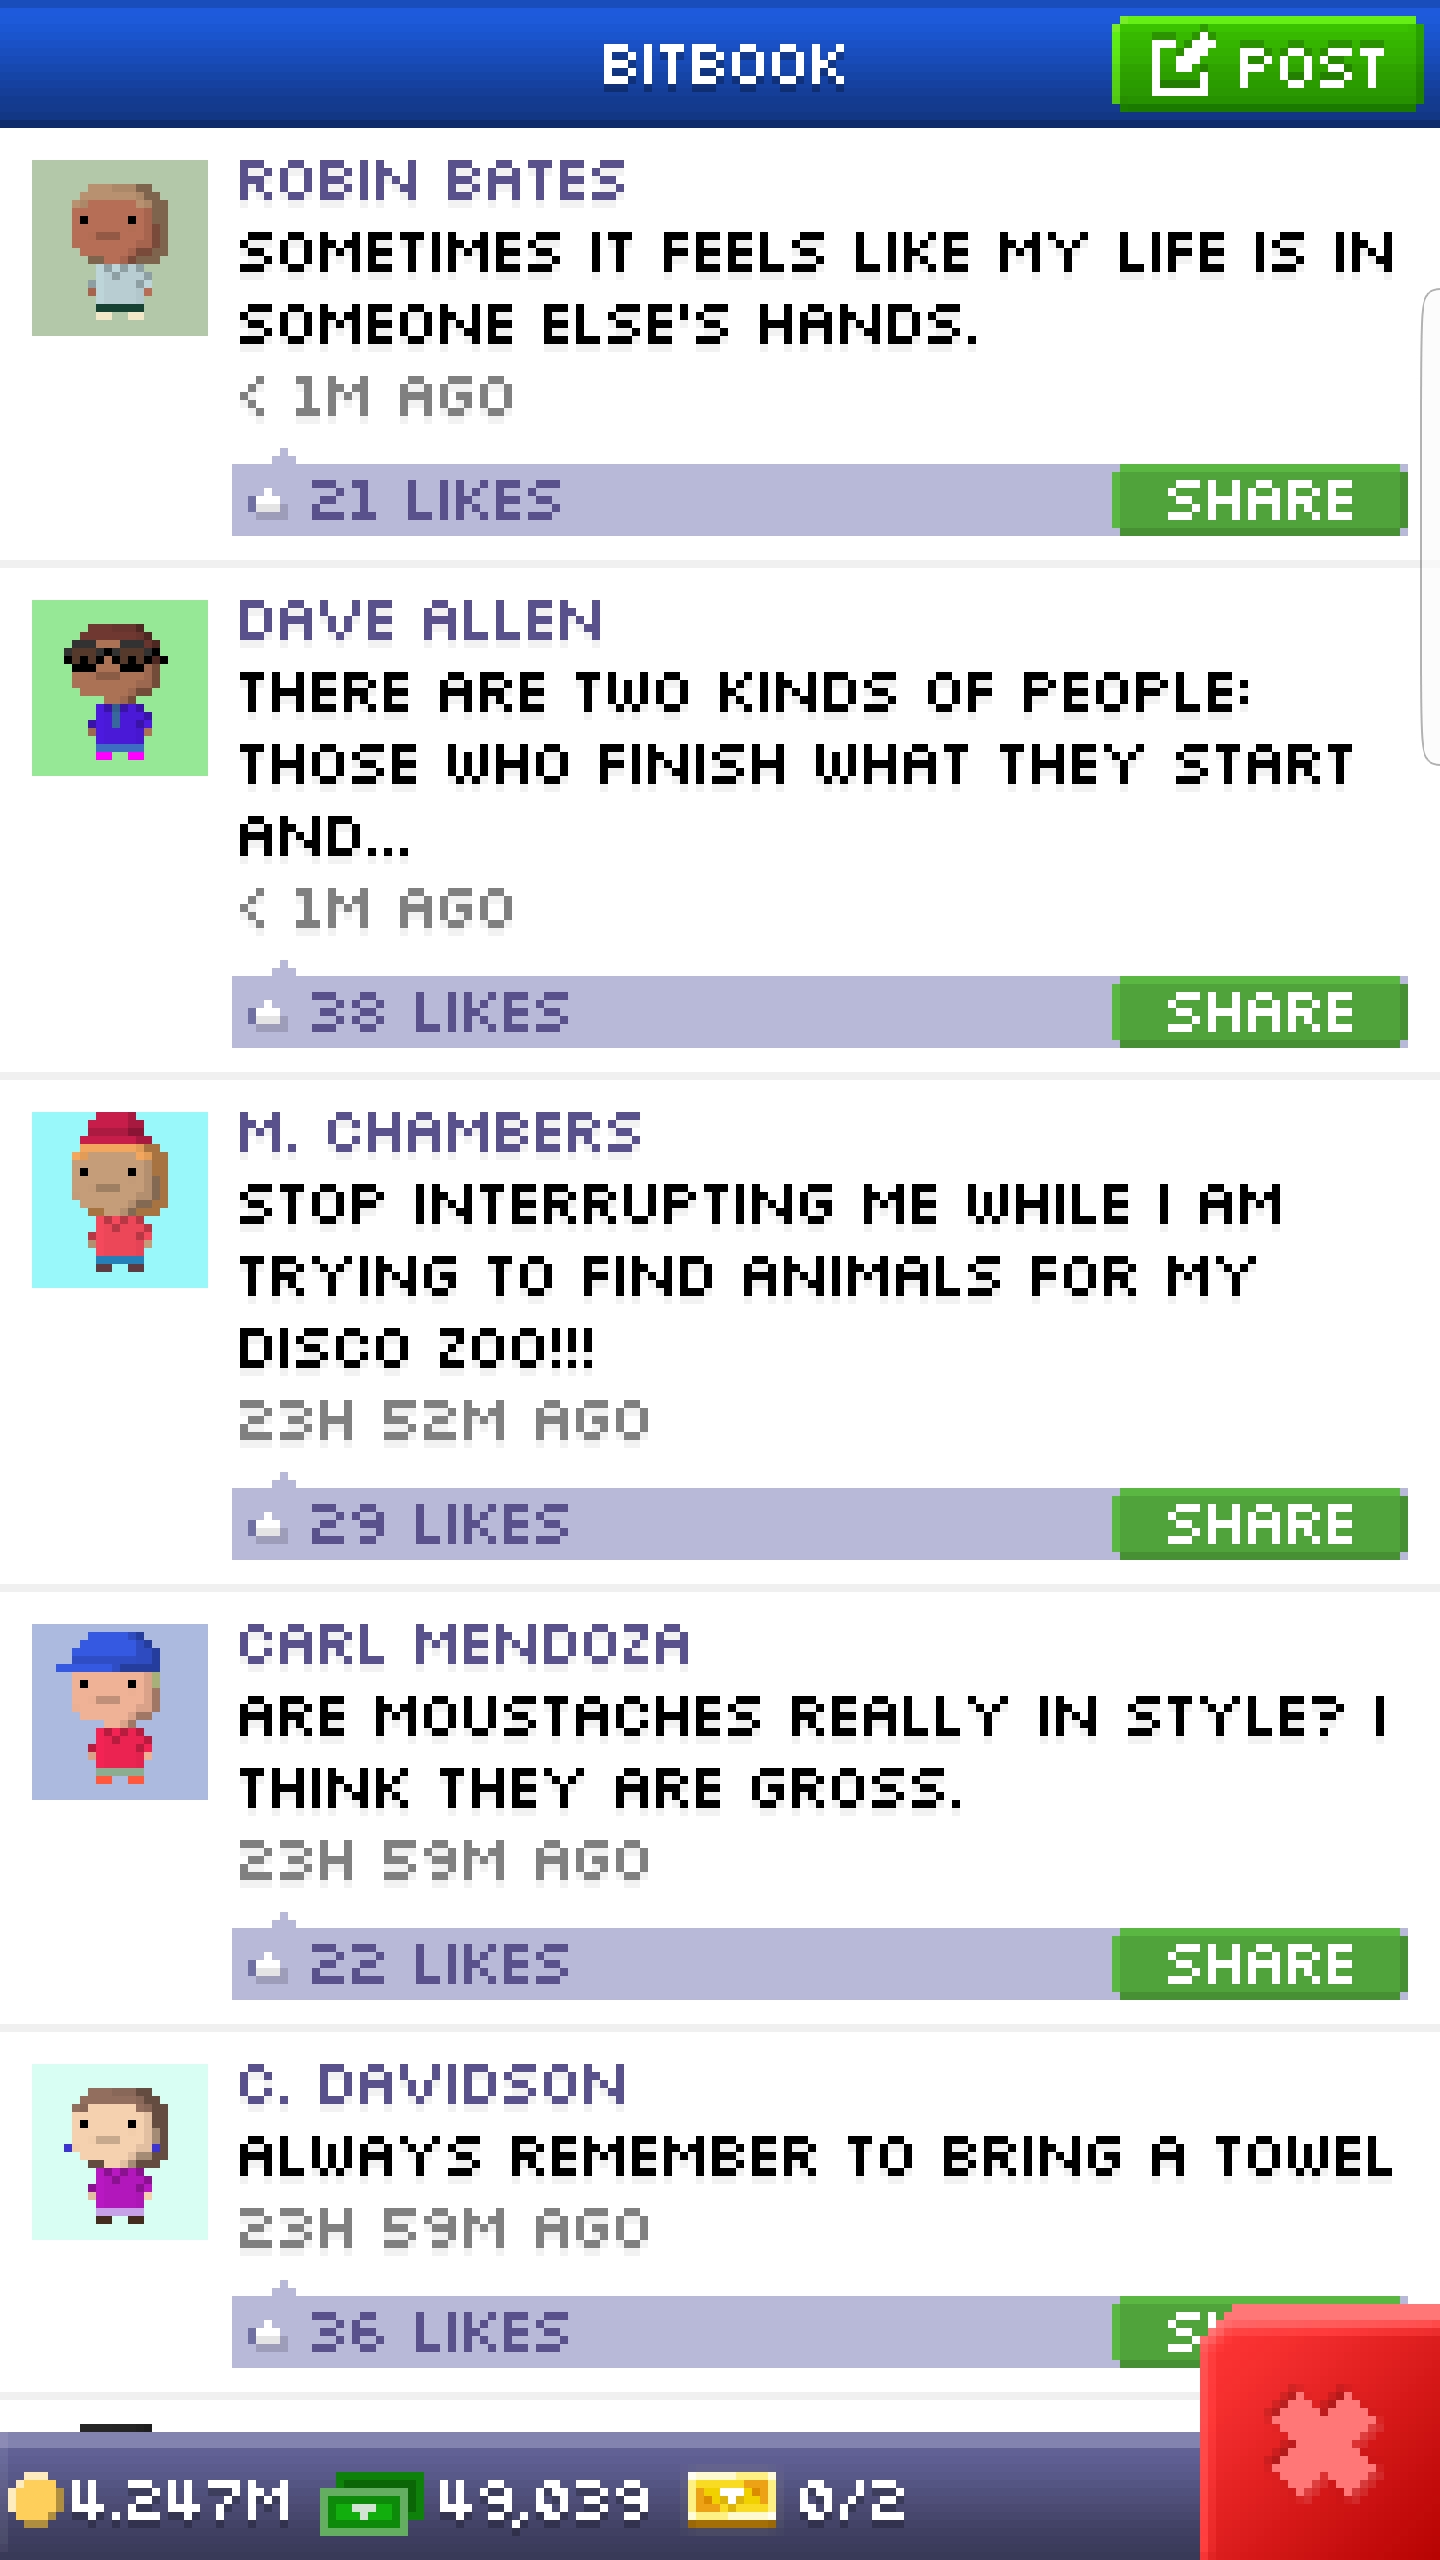 BITBOOK
POST
ROBIN BATES
SOMETIMES IT FEELS LIKE MY LIFE IS IN
SOMEONE ELSE'S HANDS.
< 1M AGO
21 LIKES
SHARE
DAVE ALLEN
THERE ARE TWO KINDS OF PEOPLE:
THOSE WHO FINISH WHAT THEY START
AND...
< 1M AGO
38 LIKES
SHARE
M. CHAMBERS
STOP INTERRUPTING ME WHILE I AM
TRYING TO FIND ANIMALS FOR MY
DISCO ZOO!!!
23H 52M AGO
29 LIKES
SHARE
CARL MENDOZA
ARE MOUSTACHES REALLY IN STYLE? I
THINK THEY ARE GROSS.
23H 59M AGO
22 LIKES
SHARE
C. DAVIDSON
ALWAYS REMEMBER TO BRING A TOWEL
23H 59M AGO
36 LIKES
4.247M 49,039 0/2